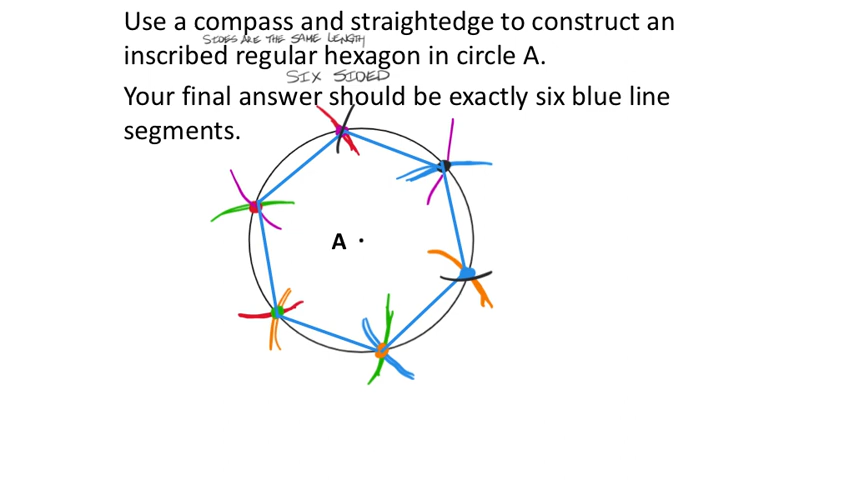 Use a compass and straightedge to construct an
SIDES ARE THE SAME LENGTH
inscribed regular hexagon in circle A.
SIX SIDED
Your final answer should be exactly six blue line
segments.
A